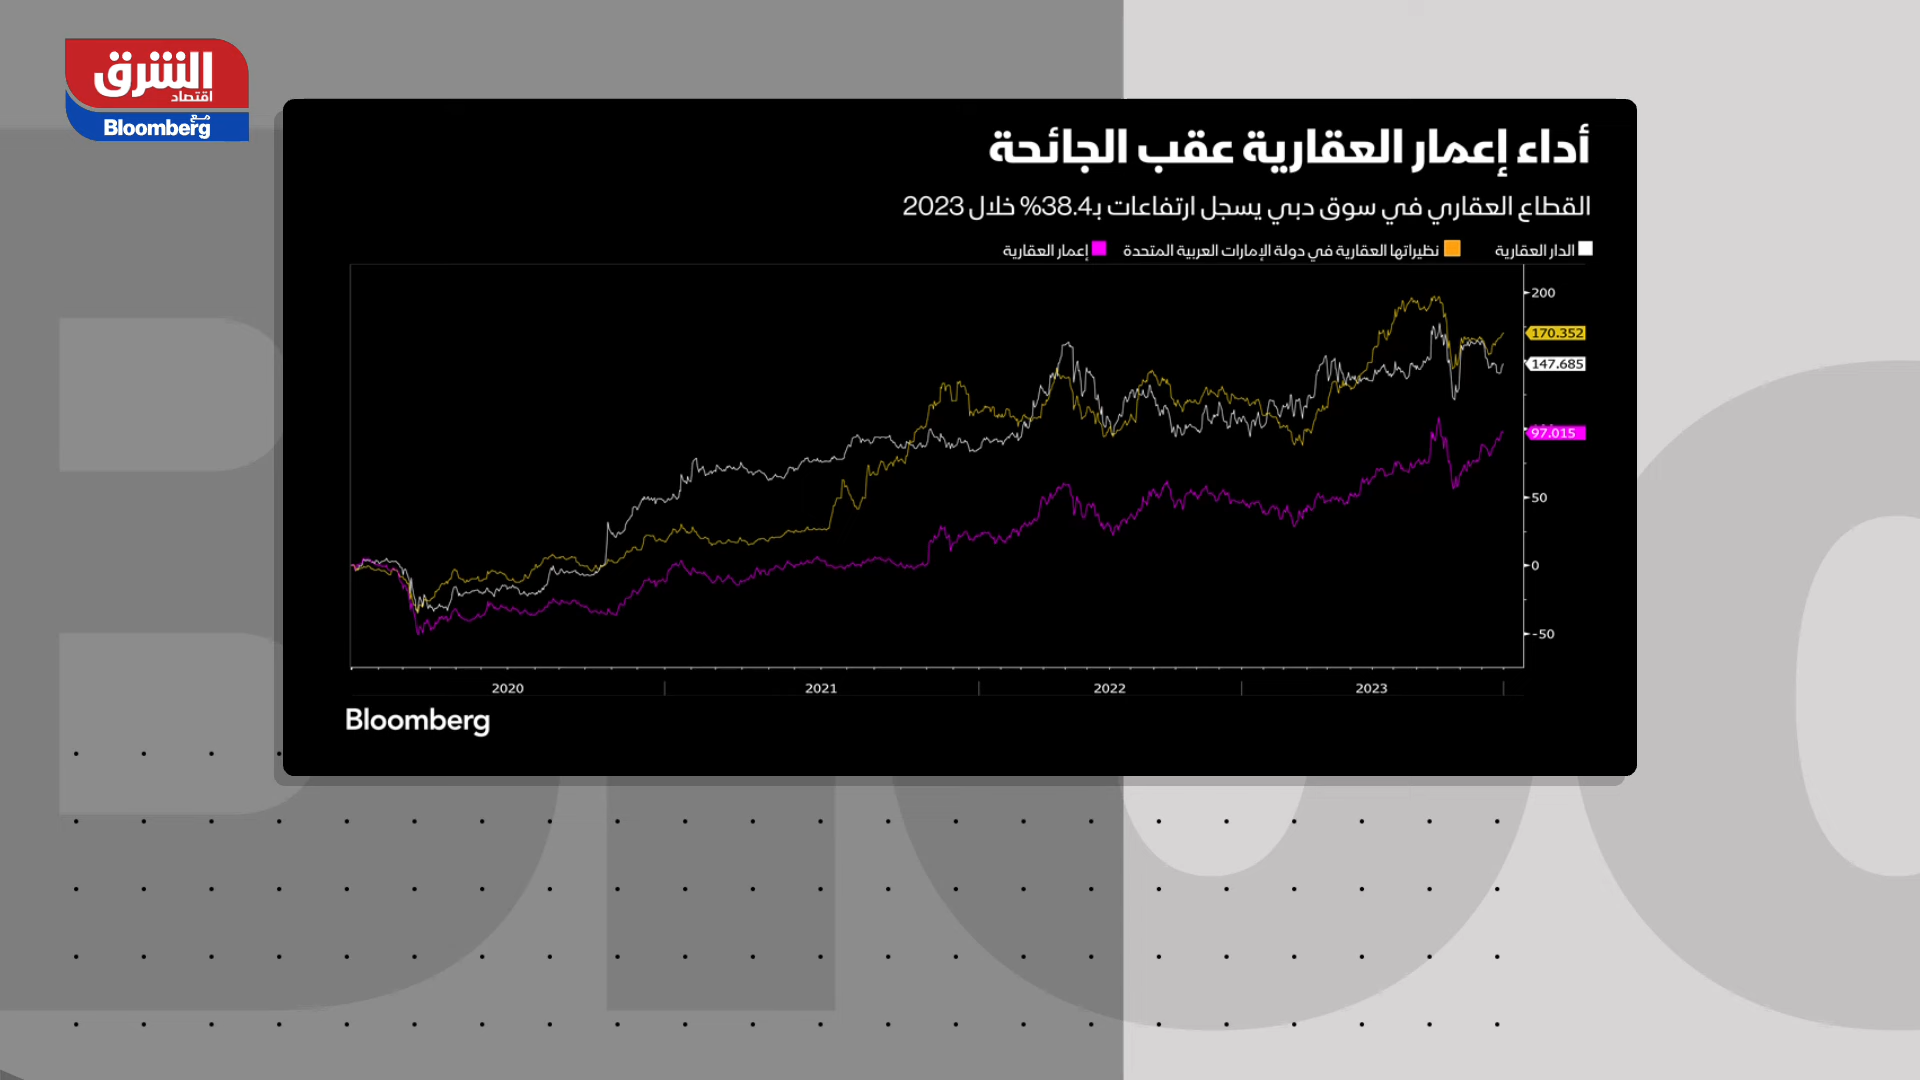 الشرق
اقتصاد
مع
Bloomberg
أداء إعمار العقارية عقب الجائحة
القطاع العقاري في سوق دبي يسجل ارتفاعات بـ38.4% خلال 2023
الدار العقارية نظيراتها العقارية في دولة الإمارات العربية المتحدة إعمار العقارية
200
170.352
147.685
97.015
50
0
-50
2020 2021 2022 2023
Bloomberg